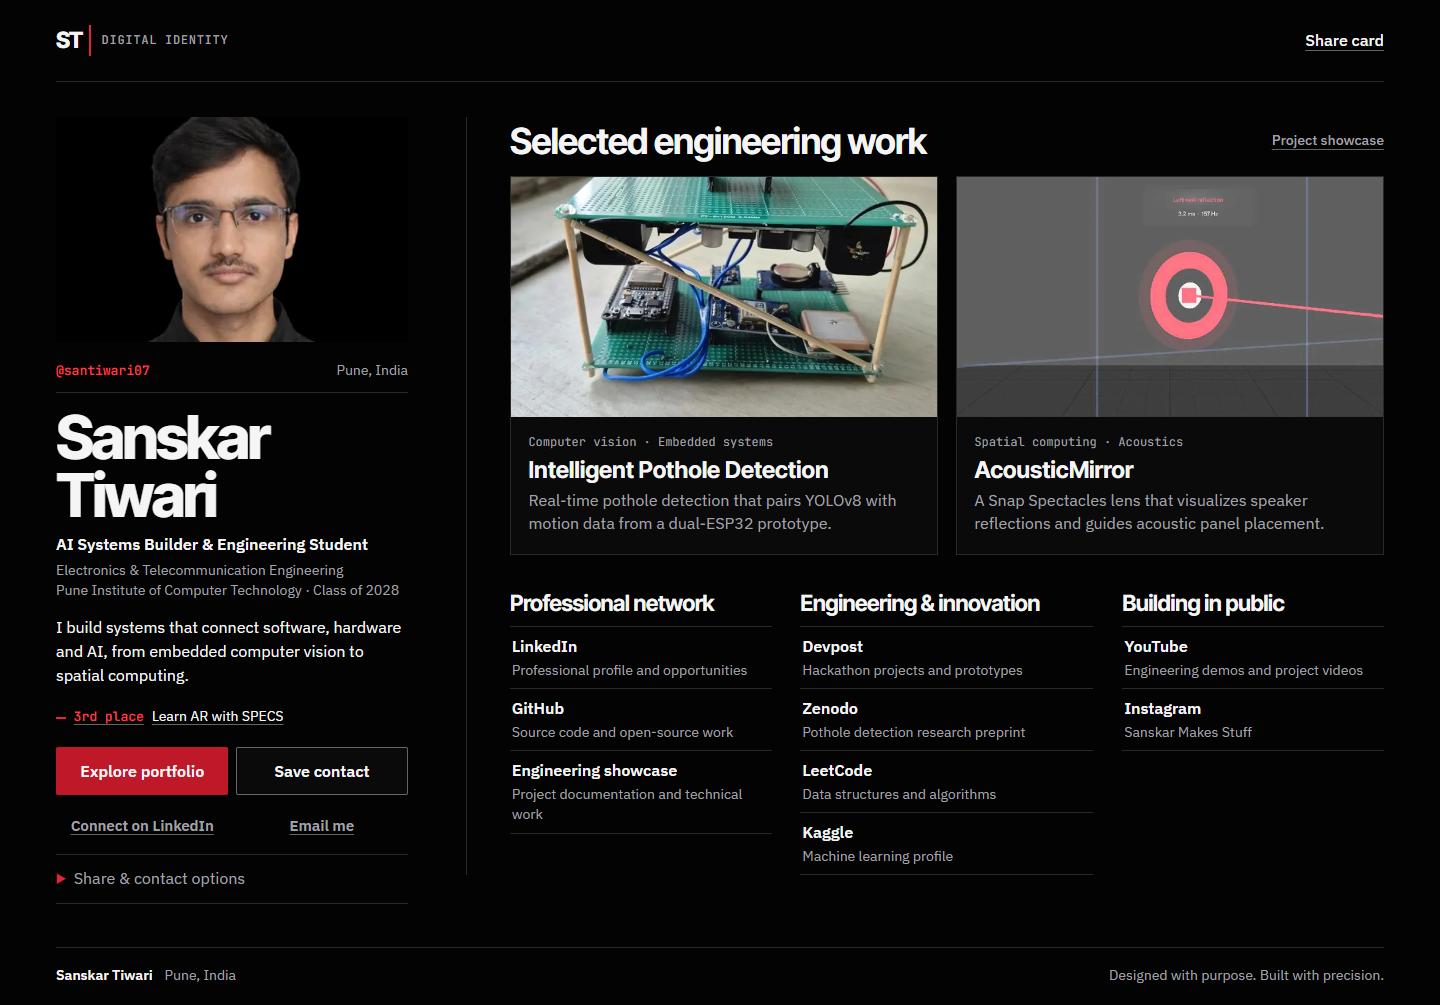 ST
DIGITAL IDENTITY
Share card
@santiwari07
Pune, India
Sanskar
Tiwari
AI Systems Builder & Engineering Student
Electronics & Telecommunication Engineering
Pune Institute of Computer Technology · Class of 2028
I build systems that connect software, hardware
and AI, from embedded computer vision to
spatial computing.
— 3rd place Learn AR with SPECS
Explore portfolio
Save contact
Connect on LinkedIn
Email me
Share & contact options
Selected engineering work
Project showcase
Computer vision · Embedded systems
Intelligent Pothole Detection
Real-time pothole detection that pairs YOLOv8 with
motion data from a dual-ESP32 prototype.
Left wall reflection
3.2 ms · 157 Hz
Spatial computing · Acoustics
AcousticMirror
A Snap Spectacles lens that visualizes speaker
reflections and guides acoustic panel placement.
Professional network
LinkedIn
Professional profile and opportunities
GitHub
Source code and open-source work
Engineering showcase
Project documentation and technical
work
Engineering & innovation
Devpost
Hackathon projects and prototypes
Zenodo
Pothole detection research preprint
LeetCode
Data structures and algorithms
Kaggle
Machine learning profile
Building in public
YouTube
Engineering demos and project videos
Instagram
Sanskar Makes Stuff
Sanskar Tiwari
Pune, India
Designed with purpose. Built with precision.